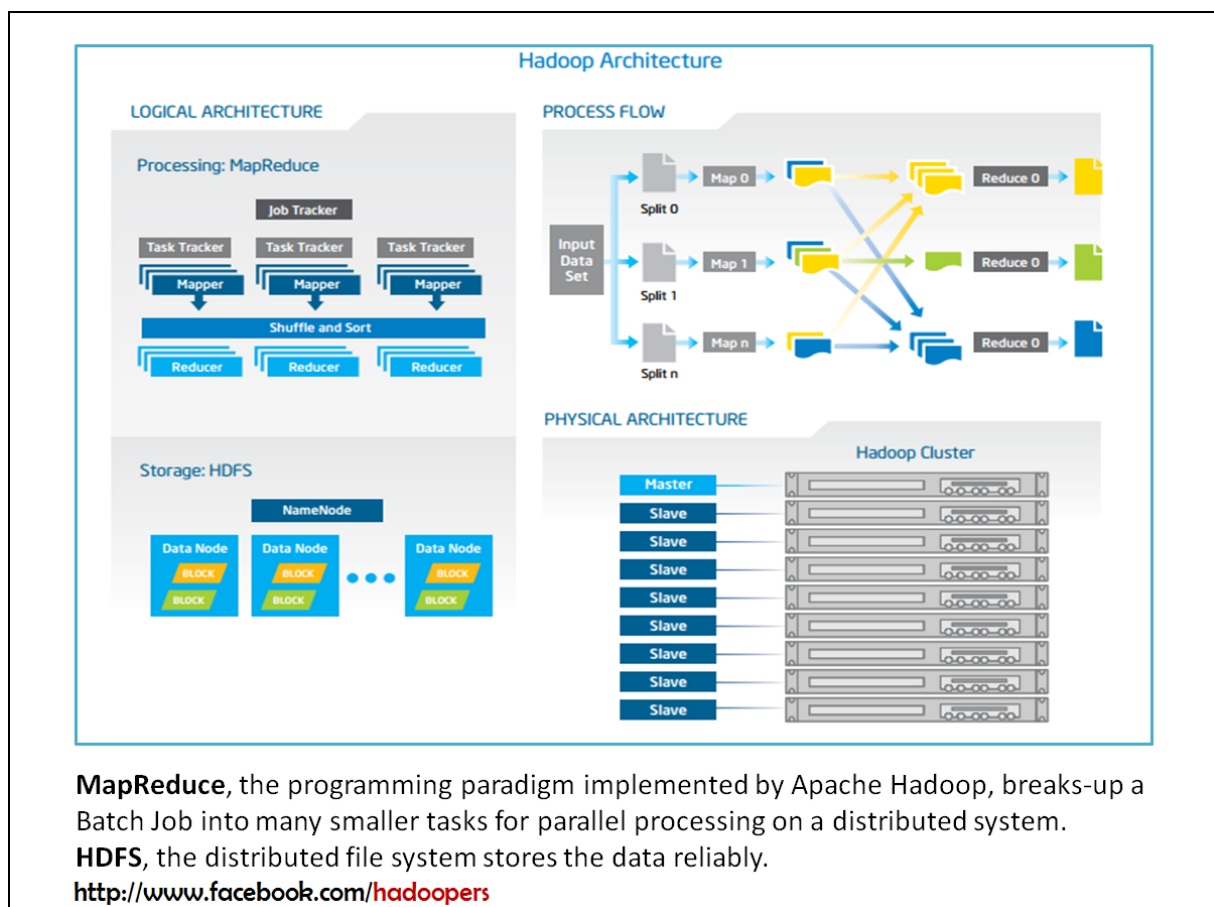 Hadoop Architecture
LOGICAL ARCHITECTURE
Processing: MapReduce
Job Tracker
Task Tracker Task Tracker Task Tracker
Mapper Mapper Mapper
Shuffle and Sort
Reducer Reducer Reducer
Storage: HDFS
NameNode
Data Node Data Node Data Node
BLOCK BLOCK BLOCK
BLOCK BLOCK BLOCK
PROCESS FLOW
Input
Data
Set
Split 0
Map 0
Reduce 0
Split 1
Map 1
Reduce 0
Split n
Map n
Reduce 0
PHYSICAL ARCHITECTURE
Hadoop Cluster
Master
Slave
Slave
Slave
Slave
Slave
Slave
Slave
Slave
MapReduce, the programming paradigm implemented by Apache Hadoop, breaks-up a
Batch Job into many smaller tasks for parallel processing on a distributed system.
HDFS, the distributed file system stores the data reliably.
http://www.facebook.com/hadoopers